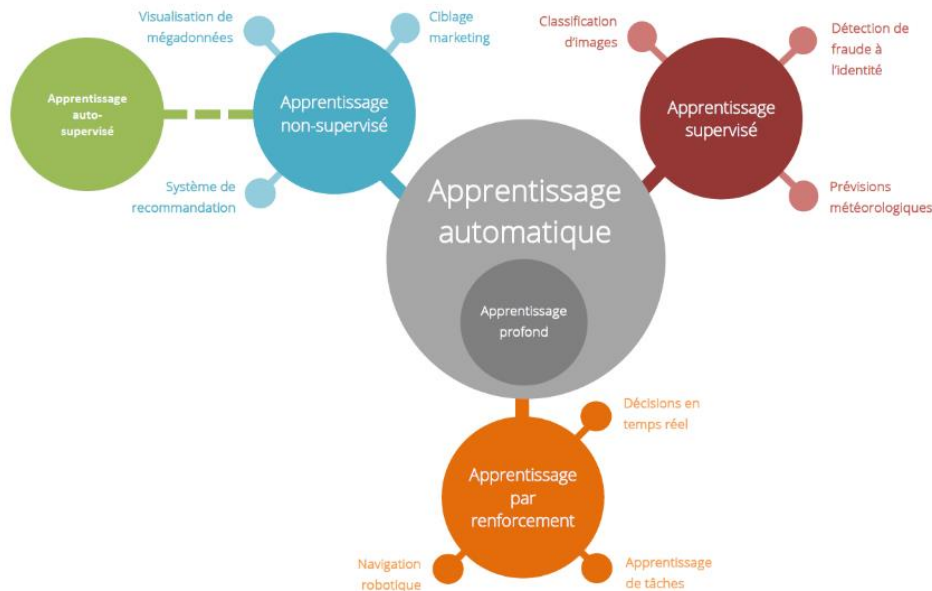 Visualisation de
mégadonnées
Ciblage
marketing
Apprentissage
auto-
supervisé
Apprentissage
non-supervisé
Système de
recommandation
Classification
d'images
Détection de
fraude à
l'identité
Apprentissage
supervisé
Prévisions
météorologiques
Apprentissage
automatique
Apprentissage
profond
Décisions en
temps réel
Apprentissage
par
renforcement
Navigation
robotique
Apprentissage
de tâches